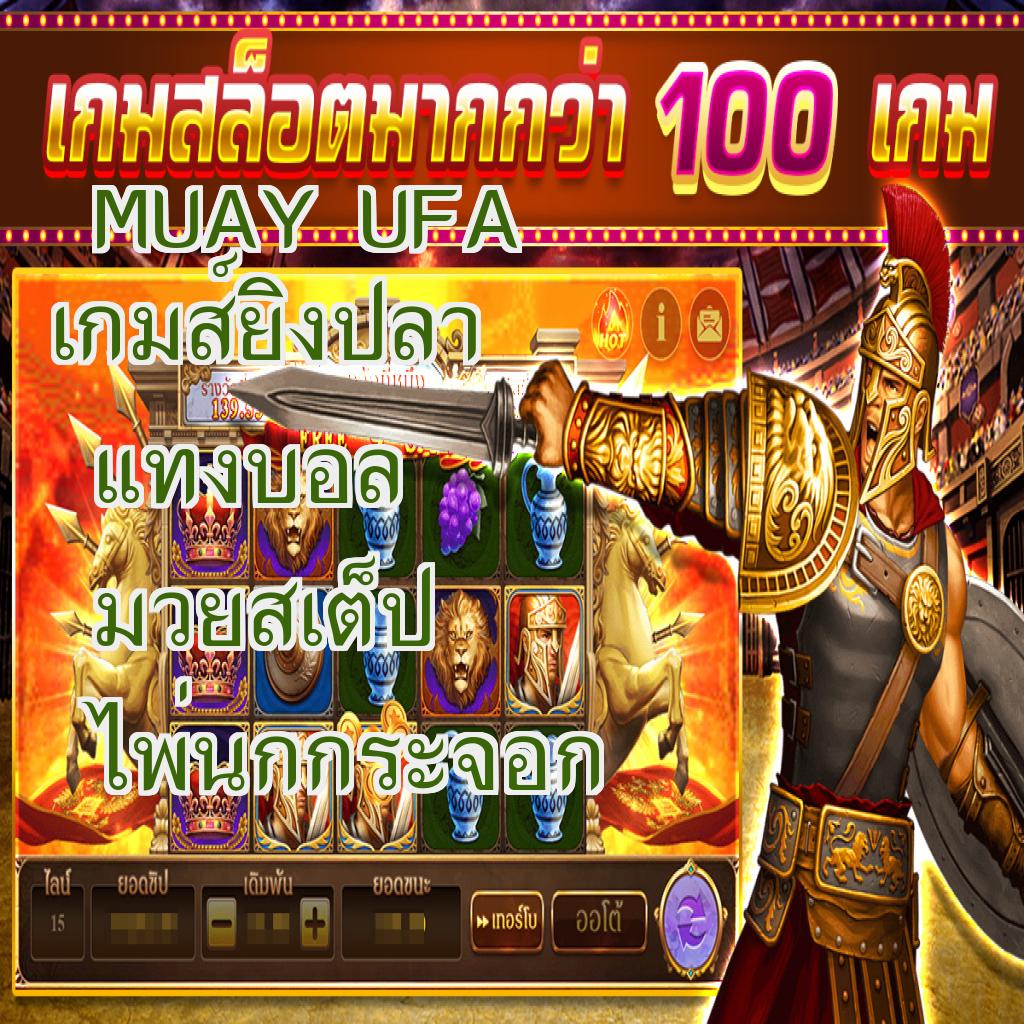 เกมสล็อตมากกว่า 100 เกม
MUAY UFA
เกมส์ยิงปลา
HOT
i
139.
แทงบอล
มวยสเต็ป
ไพ่นกกระจอก
ไลน์ ยอดชิป เดิมพัน ยอดชนะ
15 เทอร์โบ ออโต้